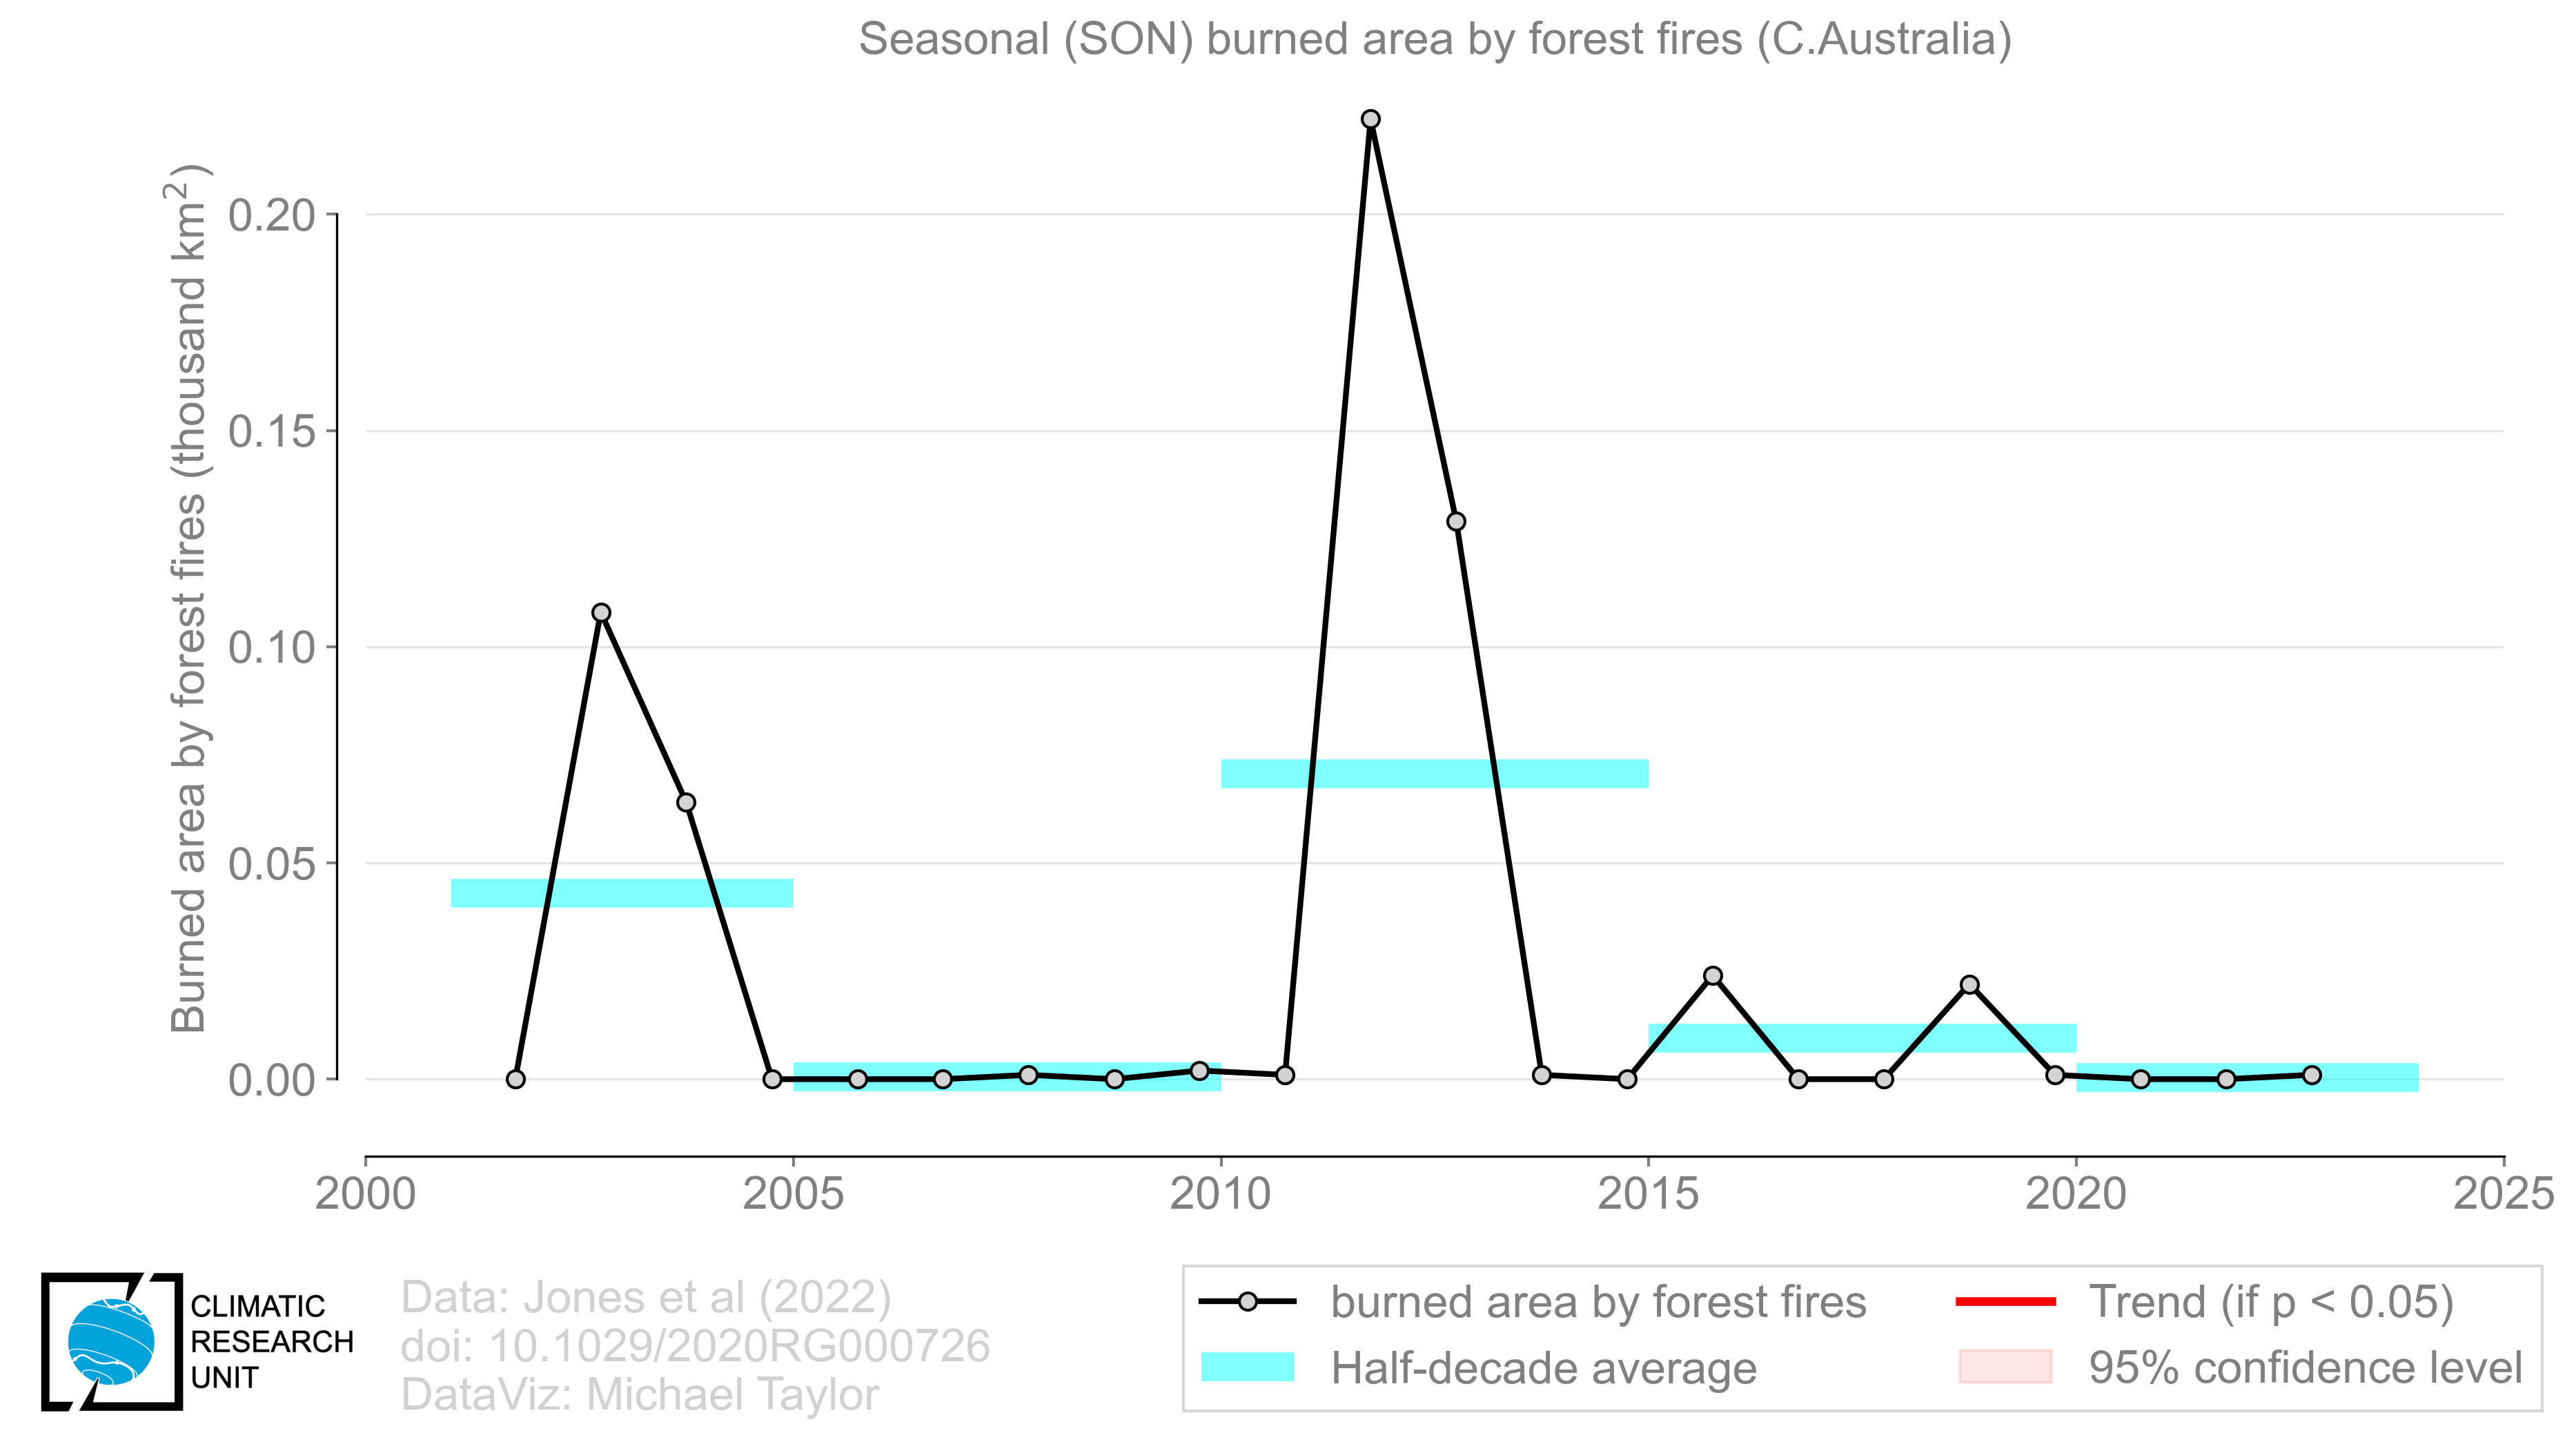 Seasonal (SON) burned area by forest fires (C.Australia)
Burned area by forest fires (thousand km²)
0.20
0.15
0.10
0.05
0.00
2000 2005 2010 2015 2020 2025
CLIMATIC
RESEARCH
UNIT
Data: Jones et al (2022)
doi: 10.1029/2020RG000726
DataViz: Michael Taylor
burned area by forest fires
Half-decade average
Trend (if p < 0.05)
95% confidence level